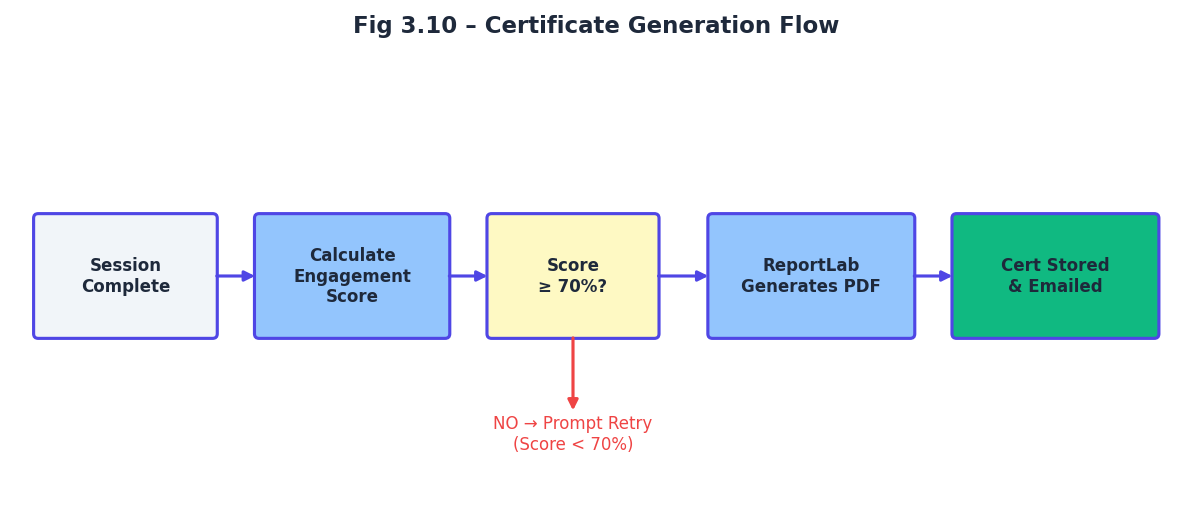 Fig 3.10 – Certificate Generation Flow
Session
Complete
Calculate
Engagement
Score
Score
≥ 70%?
ReportLab
Generates PDF
Cert Stored
& Emailed
NO → Prompt Retry
(Score < 70%)